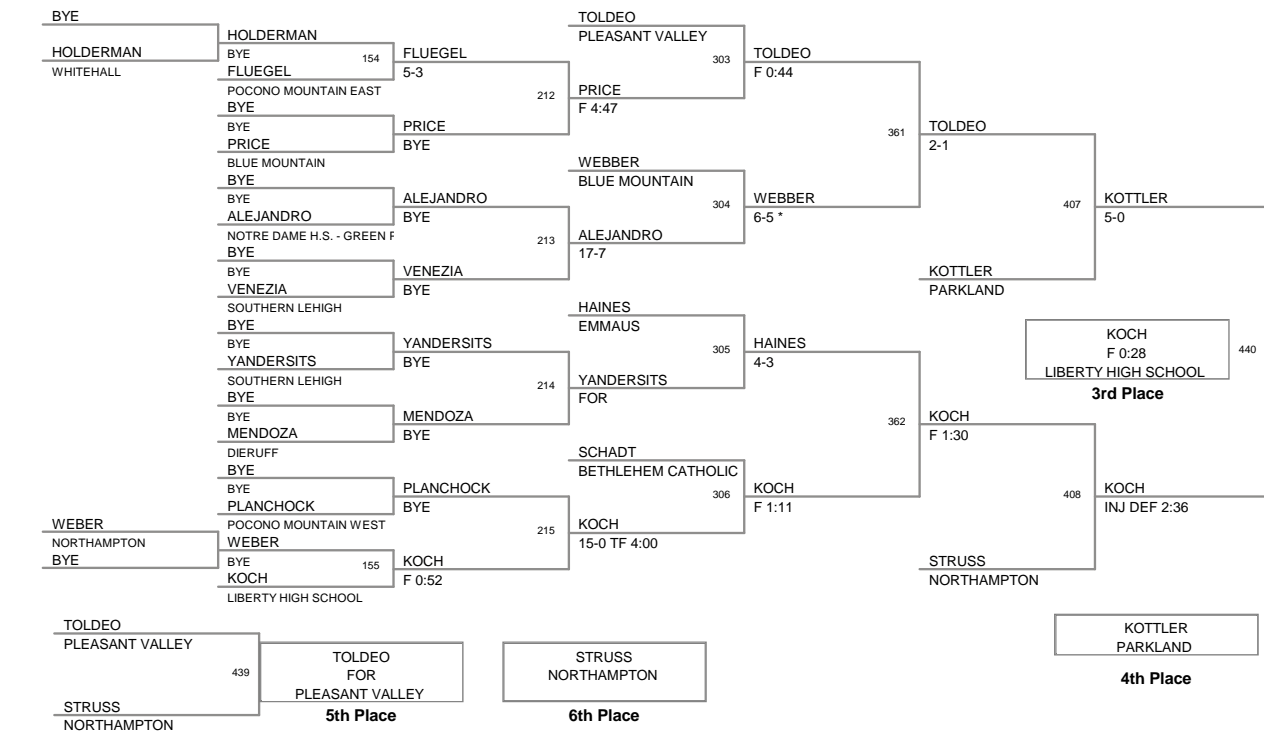 BYE
HOLDERMAN
WHITEHALL
HOLDERMAN
BYE
154
FLUEGEL
POCONO MOUNTAIN EAST
BYE
BYE
PRICE
BLUE MOUNTAIN
BYE
BYE
ALEJANDRO
NOTRE DAME H.S. - GREEN P
BYE
BYE
VENEZIA
SOUTHERN LEHIGH
BYE
BYE
YANDERSITS
SOUTHERN LEHIGH
BYE
BYE
MENDOZA
DIERUFF
BYE
BYE
PLANCHOCK
POCONO MOUNTAIN WEST
WEBER
NORTHAMPTON
BYE
WEBER
BYE
155
KOCH
LIBERTY HIGH SCHOOL
FLUEGEL
5-3
212
PRICE
BYE
ALEJANDRO
BYE
213
VENEZIA
BYE
YANDERSITS
BYE
214
MENDOZA
BYE
PLANCHOCK
BYE
215
KOCH
F 0:52
TOLDEO
PLEASANT VALLEY
303
PRICE
F 4:47
WEBBER
BLUE MOUNTAIN
304
ALEJANDRO
17-7
HAINES
EMMAUS
305
YANDERSITS
FOR
SCHADT
BETHLEHEM CATHOLIC
306
KOCH
15-0 TF 4:00
TOLDEO
F 0:44
361
WEBBER
6-5 *
HAINES
4-3
362
KOCH
F 1:11
TOLDEO
2-1
407
KOTTLER
PARKLAND
KOCH
F 1:30
408
STRUSS
NORTHAMPTON
KOTTLER
5-0
KOCH
F 0:28
LIBERTY HIGH SCHOOL
440
3rd Place
KOCH
INJ DEF 2:36
KOTTLER
PARKLAND
4th Place
TOLDEO
PLEASANT VALLEY
439
STRUSS
NORTHAMPTON
TOLDEO
FOR
PLEASANT VALLEY
5th Place
STRUSS
NORTHAMPTON
6th Place